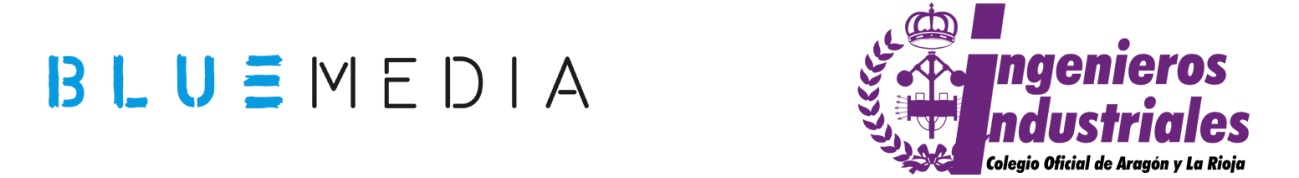 BLUEMEDIA
ingenieros
industriales
Colegio Oficial de Aragón y La Rioja